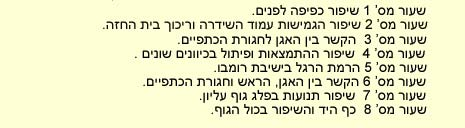 שעור מס' 1 שיפור כפיפה לפנים.
שעור מס' 2 שיפור הגמישות עמוד השידרה וריכוך בית החזה.
שעור מס' 3  הקשר בין האגן לחגורת הכתפיים.
שעור מס' 4  שיפור ההתמצאות ופיתול בכיוונים שונים .
שעור מס' 5 הרמת הרגל בישיבת רומבו.
שעור מס' 6 הקשר בין האגן, הראש וחגורת הכתפיים.
שעור מס' 7  שיפור תנועות בפלג גוף עליון.
שעור מס' 8  כף היד והשיפור בכול הגוף.